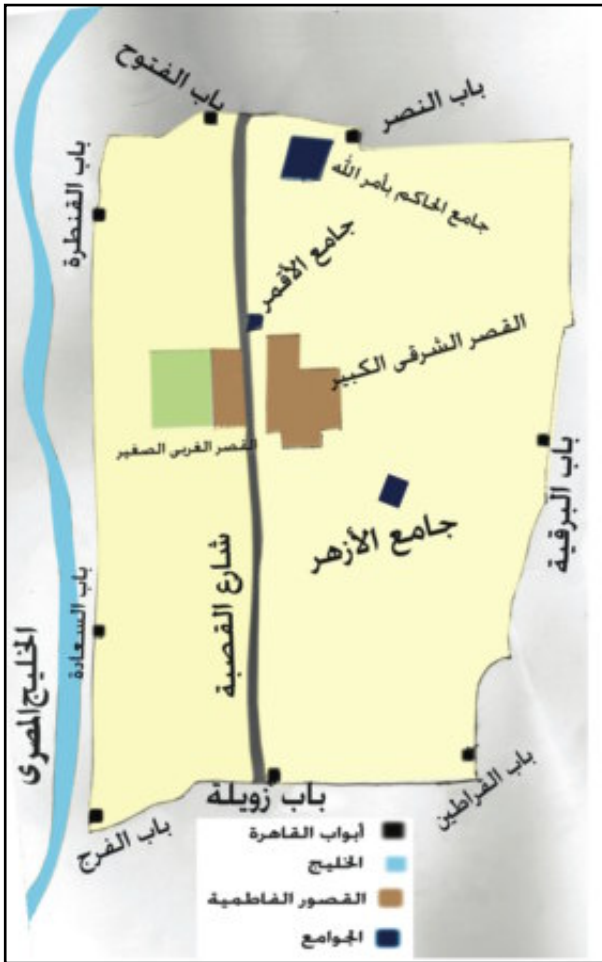 باب الفتوح
باب النصر
جامع الحاكم بأمر الله
باب القنطرة
جامع الأقمر
القصر الشرقى الكبير
القصر الغربى الصغير
باب البرقية
جامع الأزهر
شارع القصبة
باب السعادة
الخليج المصرى
باب القراطين
باب زويلة
باب الفرج
أبواب القاهرة
الخليج
القصور الفاطمية
الجوامع